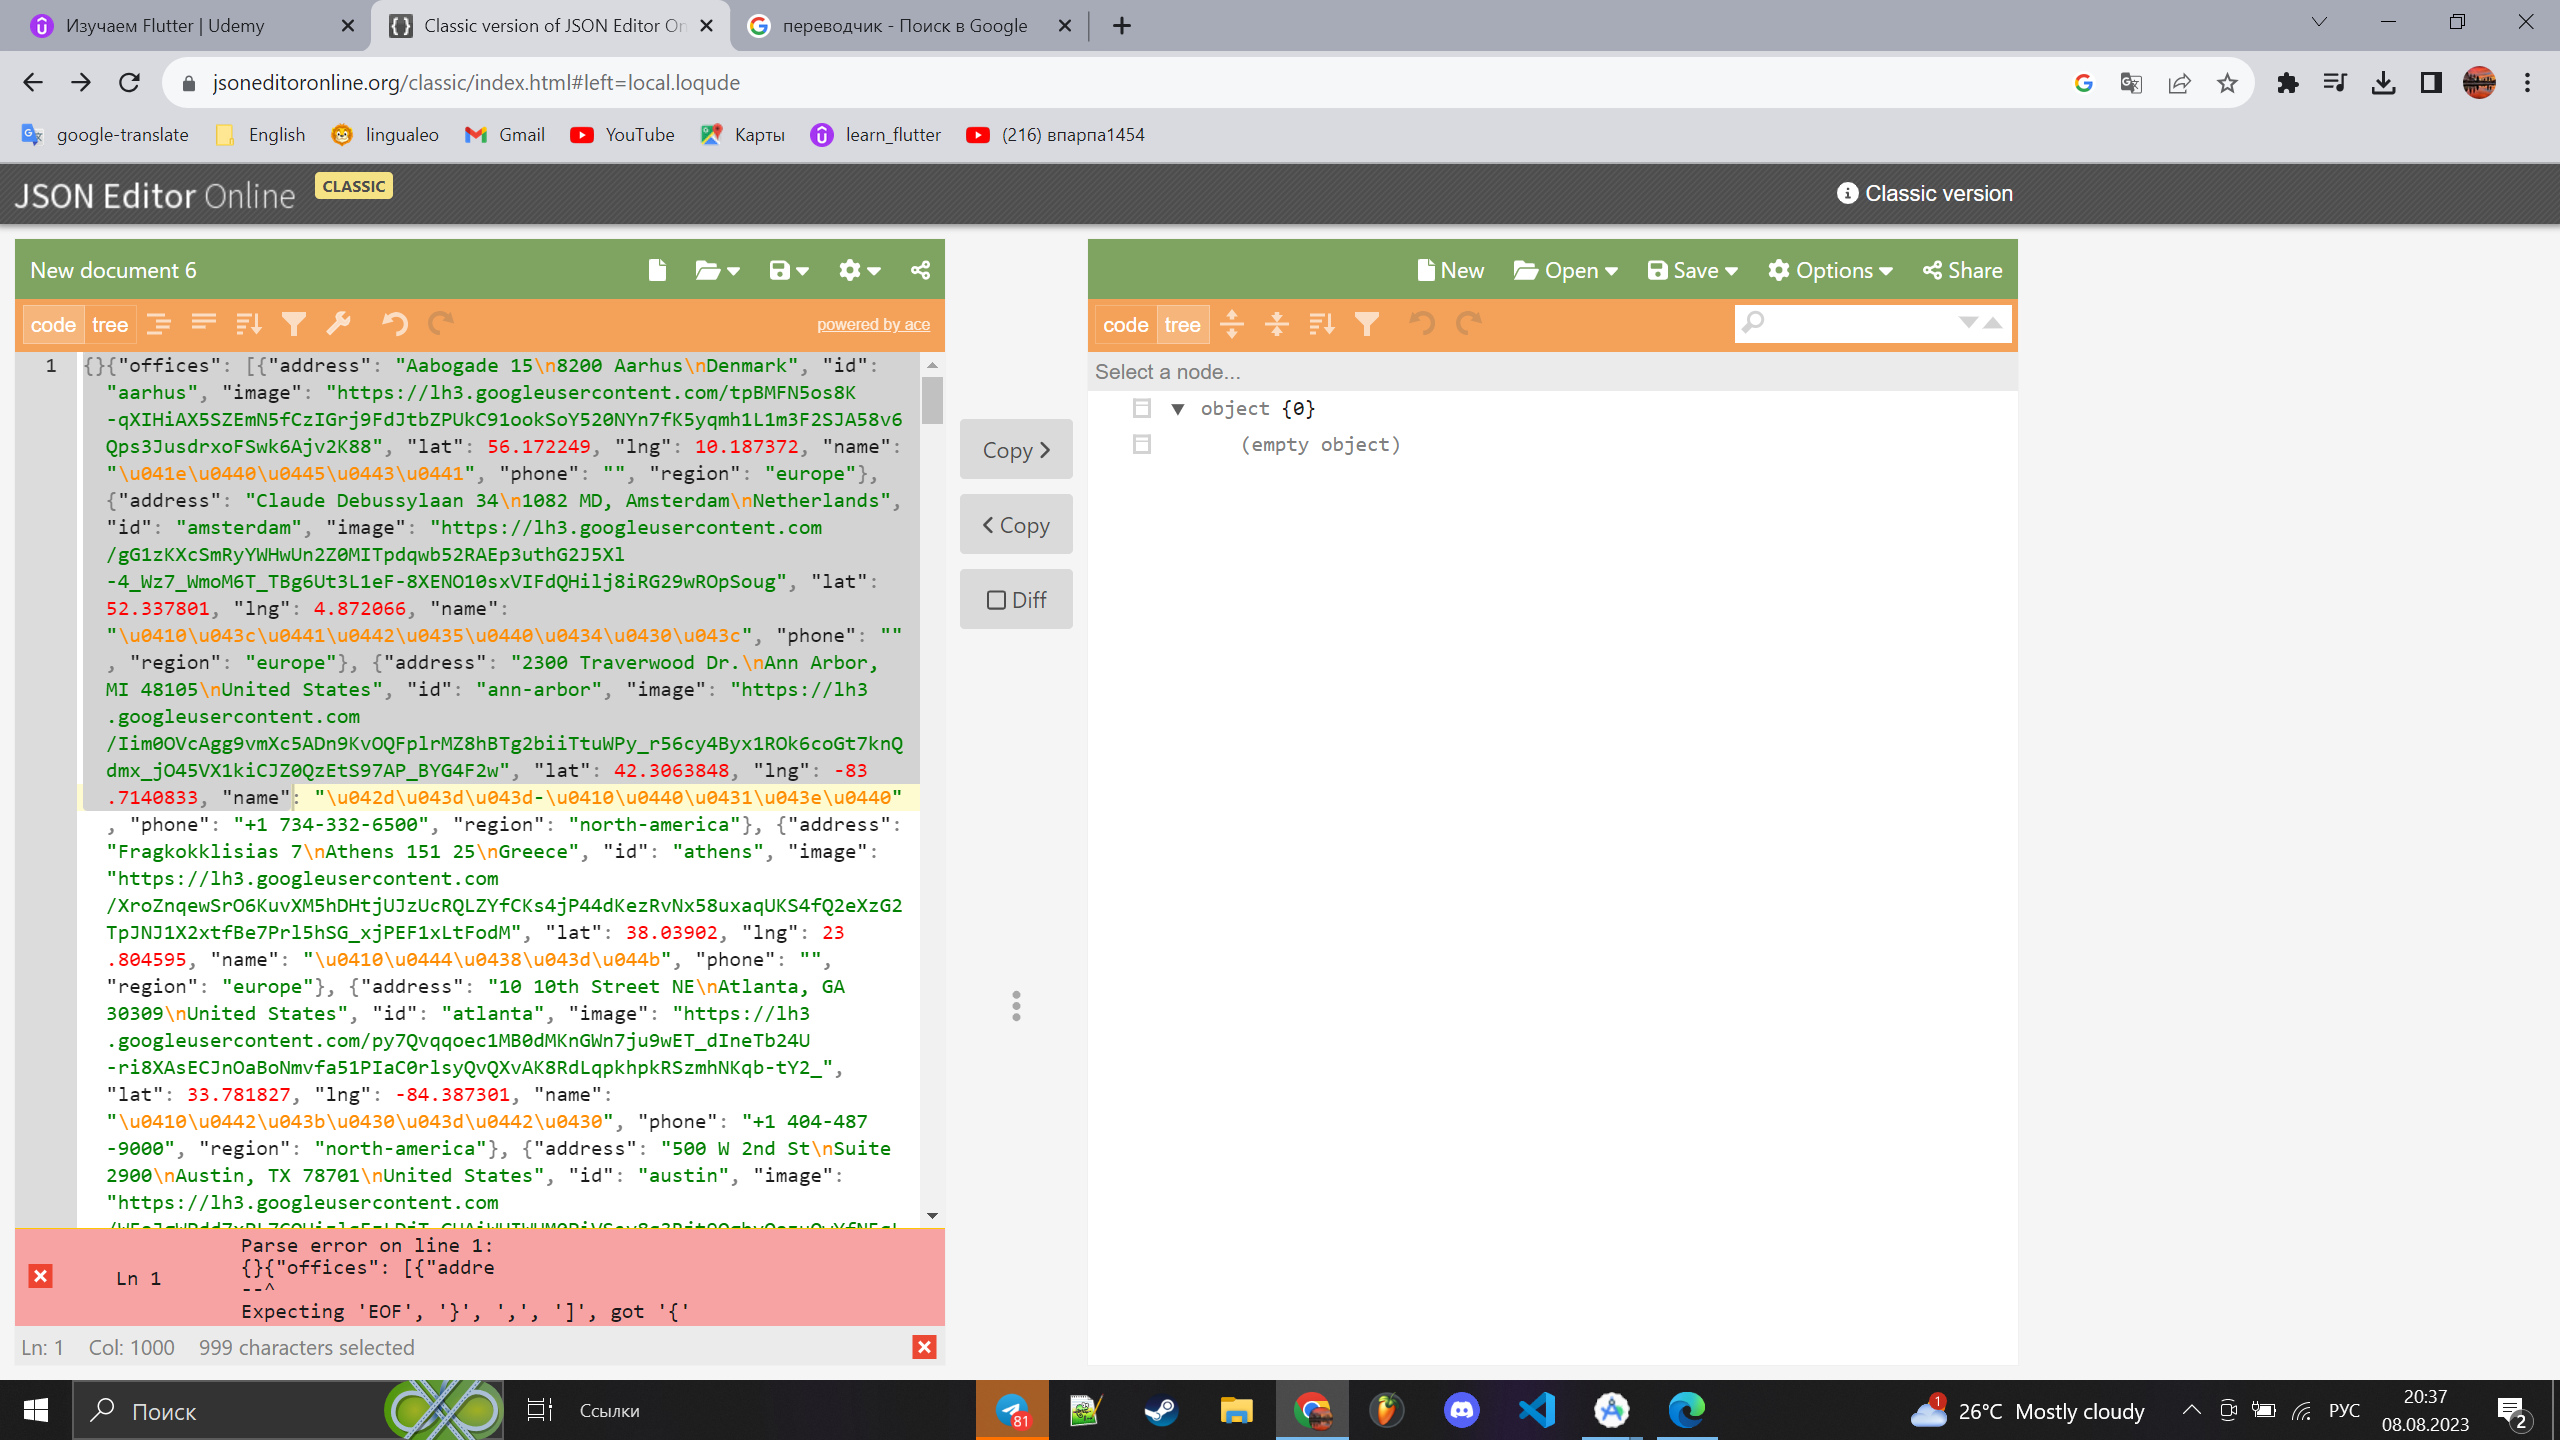 Изучаем Flutter | Udemy
Classic version of JSON Editor On
переводчик - Поиск в Google
jsoneditoronline.org/classic/index.html#left=local.loqude
google-translate
English
lingualeo
Gmail
YouTube
Карты
learn_flutter
(216) впарпа1454
JSON Editor Online
CLASSIC
Classic version
New document 6
code tree
powered by ace
1
{}{"offices": [{"address": "Aabogade 15\n8200 Aarhus\nDenmark", "id":
"aarhus", "image": "https://lh3.googleusercontent.com/tpBMFN5os8K
-qXIHiAX5SZEmN5fCzIGrj9FdJtbZPUkC91ookSoY520NYn7fK5yqmh1L1m3F2SJA58v6
Qps3JusdrxoFSwk6Ajv2K88", "lat": 56.172249, "lng": 10.187372, "name":
"\u041e\u0440\u0445\u0443\u0441", "phone": "", "region": "europe"},
{"address": "Claude Debussylaan 34\n1082 MD, Amsterdam\nNetherlands",
"id": "amsterdam", "image": "https://lh3.googleusercontent.com
/gG1zKXcSmRyYWHwUn2Z0MITpdqwb52RAEp3uthG2J5Xl
-4_Wz7_WmoM6T_TBg6Ut3L1eF-8XENO10sxVIFdQHilj8iRG29wROpSoug", "lat":
52.337801, "lng": 4.872066, "name":
"\u0410\u043c\u0441\u0442\u0435\u0440\u0434\u0430\u043c", "phone": ""
, "region": "europe"}, {"address": "2300 Traverwood Dr.\nAnn Arbor,
MI 48105\nUnited States", "id": "ann-arbor", "image": "https://lh3
.googleusercontent.com
/Iim0OVcAgg9vmXc5ADn9KvOQFplrMZ8hBTg2biiTtuWPy_r56cy4Byx1ROk6coGt7knQ
dmx_jO45VX1kiCJZ0QzEtS97AP_BYG4F2w", "lat": 42.3063848, "lng": -83
.7140833, "name": "\u042d\u043d\u043d-\u0410\u0440\u0431\u043e\u0440"
, "phone": "+1 734-332-6500", "region": "north-america"}, {"address":
"Fragkokklisias 7\nAthens 151 25\nGreece", "id": "athens", "image":
"https://lh3.googleusercontent.com
/XroZnqewSrO6KuvXM5hDHtjUJzUcRQLZYfCKs4jP44dKezRvNx58uxaqUKS4fQ2eXzG2
TpJNJ1X2xtfBe7Prl5hSG_xjPEF1xLtFodM", "lat": 38.03902, "lng": 23
.804595, "name": "\u0410\u0444\u0438\u043d\u044b", "phone": "",
"region": "europe"}, {"address": "10 10th Street NE\nAtlanta, GA
30309\nUnited States", "id": "atlanta", "image": "https://lh3
.googleusercontent.com/py7Qvqqoec1MB0dMKnGWn7ju9wET_dIneTb24U
-ri8XAsECJnOaBoNmvfa51PIaC0rlsyQvQXvAK8RdLqpkhpkRSzmhNKqb-tY2_",
"lat": 33.781827, "lng": -84.387301, "name":
"\u0410\u0442\u043b\u0430\u043d\u0442\u0430", "phone": "+1 404-487
-9000", "region": "north-america"}, {"address": "500 W 2nd St\nSuite
2900\nAustin, TX 78701\nUnited States", "id": "austin", "image":
"https://lh3.googleusercontent.com
Ln 1
Parse error on line 1:
{}{"offices": [{"addre
--^
Expecting 'EOF', '}', ',', ']', got '{'
Ln: 1 Col: 1000 999 characters selected
Copy
Copy
Diff
New Open Save Options Share
code tree
Select a node...
object {0}
(empty object)
Поиск
Ссылки
81
1
26°C Mostly cloudy
РУС
20:37
08.08.2023
2